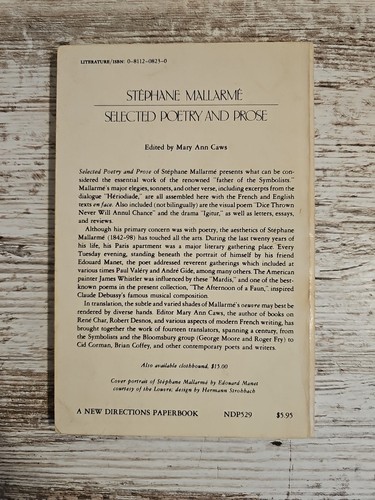 LITERATURE/ISBN: 0-8112-0823-0
STÉPHANE MALLARMÉ
SELECTED POETRY AND PROSE
Edited by Mary Ann Caws
Selected Poetry and Prose of Stéphane Mallarmé presents what can be con-
sidered the essential work of the renowned "father of the Symbolists."
Mallarmé's major elegies, sonnets, and other verse, including excerpts from the
dialogue "Hérodiade," are all assembled here with the French and English
texts en face. Also included (not bilingually) are the visual poem "Dice Thrown
Never Will Annul Chance" and the drama "Igitur," as well as letters, essays,
and reviews.
Although his primary concern was with poetry, the aesthetics of Stéphane
Mallarmé (1842-98) has touched all the arts. During the last twenty years of
his life, his Paris apartment was a major literary gathering place. Every
Tuesday evening, standing beneath the portrait of himself by his friend
Edouard Manet, the poet addressed reverent gatherings which included at
various times Paul Valéry and André Gide, among many others. The American
painter James Whistler was influenced by these "Mardis," and one of the best-
known poems in the present collection, "The Afternoon of a Faun," inspired
Claude Debussy's famous musical composition.
In translation, the subtle and varied shades of Mallarmé's oeuvre may best be
rendered by diverse hands. Editor Mary Ann Caws, the author of books on
René Char, Robert Desnos, and various aspects of modern French writing, has
brought together the work of fourteen translators, spanning a century, from
the Symbolists and the Bloomsbury group (George Moore and Roger Fry) to
Cid Corman, Brian Coffey, and other contemporary poets and writers.
Also available clothbound, $15.00
Cover portrait of Stéphane Mallarmé by Edouard Manet
courtesy of the Louvre; design by Hermann Strohbach
A NEW DIRECTIONS PAPERBOOK NDP529 $5.95